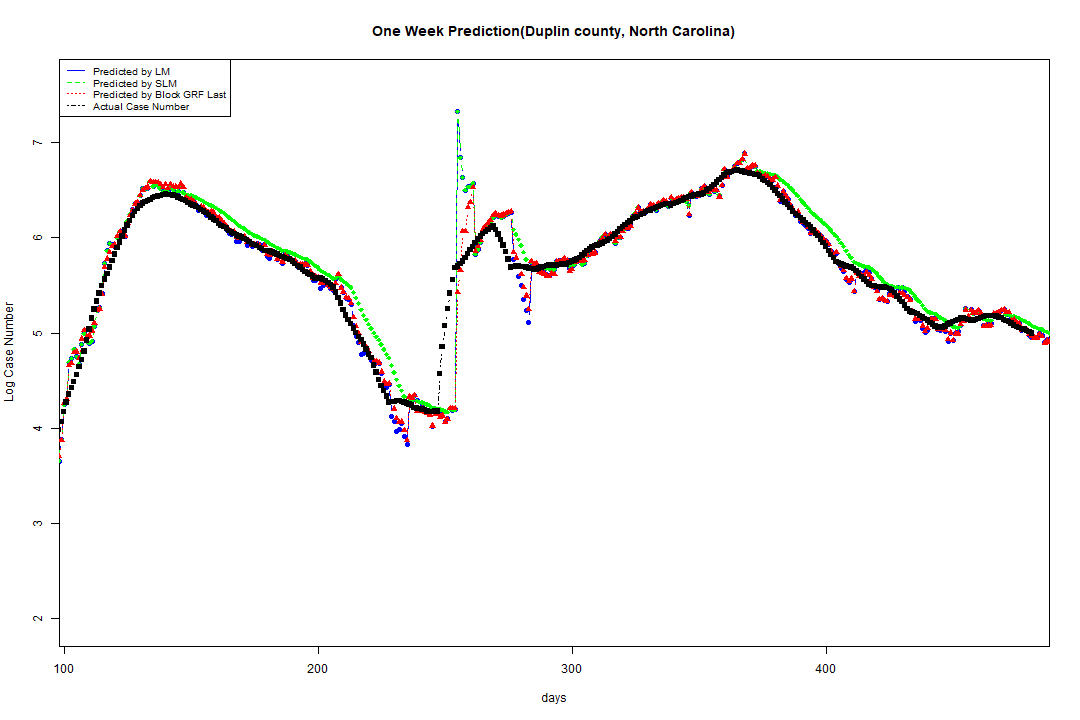 One Week Prediction(Duplin county, North Carolina)
Predicted by LM
Predicted by SLM
Predicted by Block GRF Last
Actual Case Number
Log Case Number
7
6
5
4
3
2
100 200 300 400
days